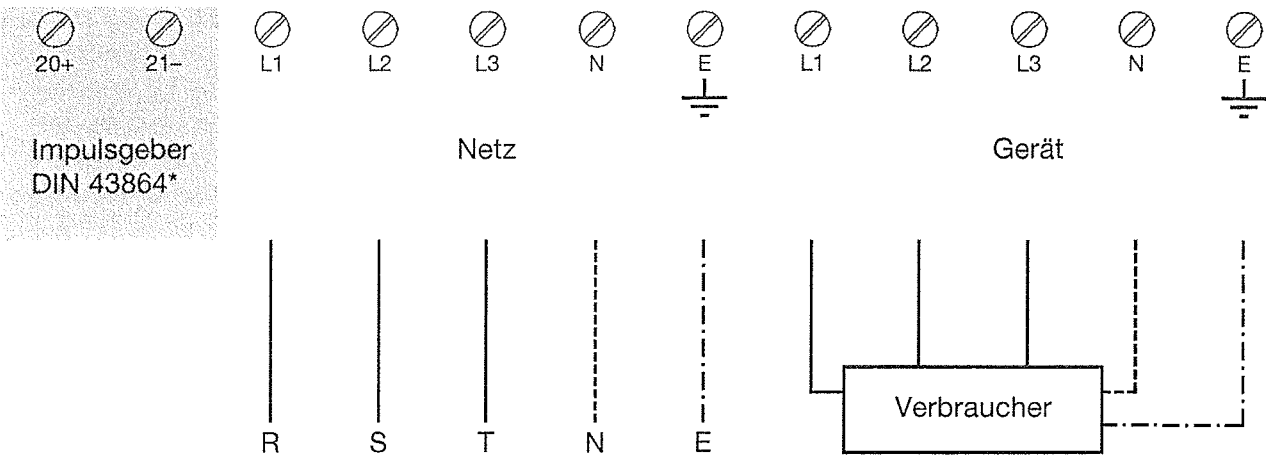 20+ 21– L1 L2 L3 N E L1 L2 L3 N E
Impulsgeber
DIN 43864*
Netz
Gerät
Verbraucher
R S T N E